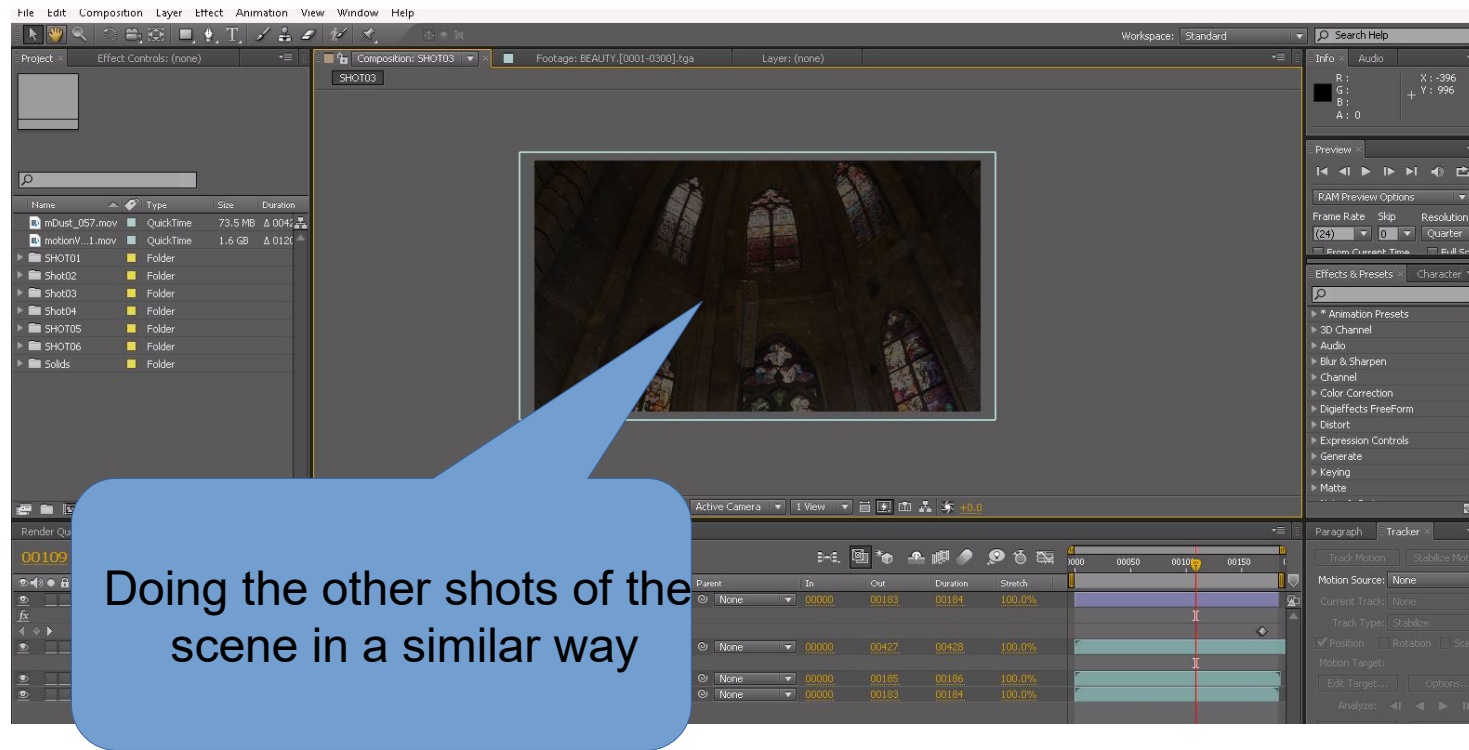 File Edit Composition Layer Effect Animation View Window Help
Workspace: Standard
Search Help
Project
Effect Controls: (none)
Composition: SHOT03
Footage: BEAUTY.[0001-0300].tga
Layer: (none)
SHOT03
Info
Audio
R :
G :
B :
A : 0
X : -396
Y : 996
Preview
RAM Preview Options
Frame Rate Skip Resolution
(24) 0 Quarter
From Current Time
Name Type Size Duration
mDust_057.mov QuickTime 73.5 MB
motionV...1.mov QuickTime 1.6 GB
SHOT01 Folder
Shot02 Folder
Shot03 Folder
Shot04 Folder
SHOT05 Folder
SHOT06 Folder
Solids Folder
Effects & Presets
Character
* Animation Presets
3D Channel
Audio
Blur & Sharpen
Channel
Color Correction
Digieffects FreeForm
Distort
Expression Controls
Generate
Keying
Matte
Active Camera 1 View +0.0
Doing the other shots of the
scene in a similar way
00109
Parent In Out Duration Stretch
00050 00150
None 00000 00183 00184 100.0%
None 00000 00427 00428 100.0%
None 00000 00185 00186 100.0%
None 00000 00183 00184 100.0%
fx
Paragraph
Tracker
Track Motion
Motion Source: None
Current Track: None
Track Type: Stabilize
Position Rotation
Motion Target:
Edit Target... Options...
Analyze: